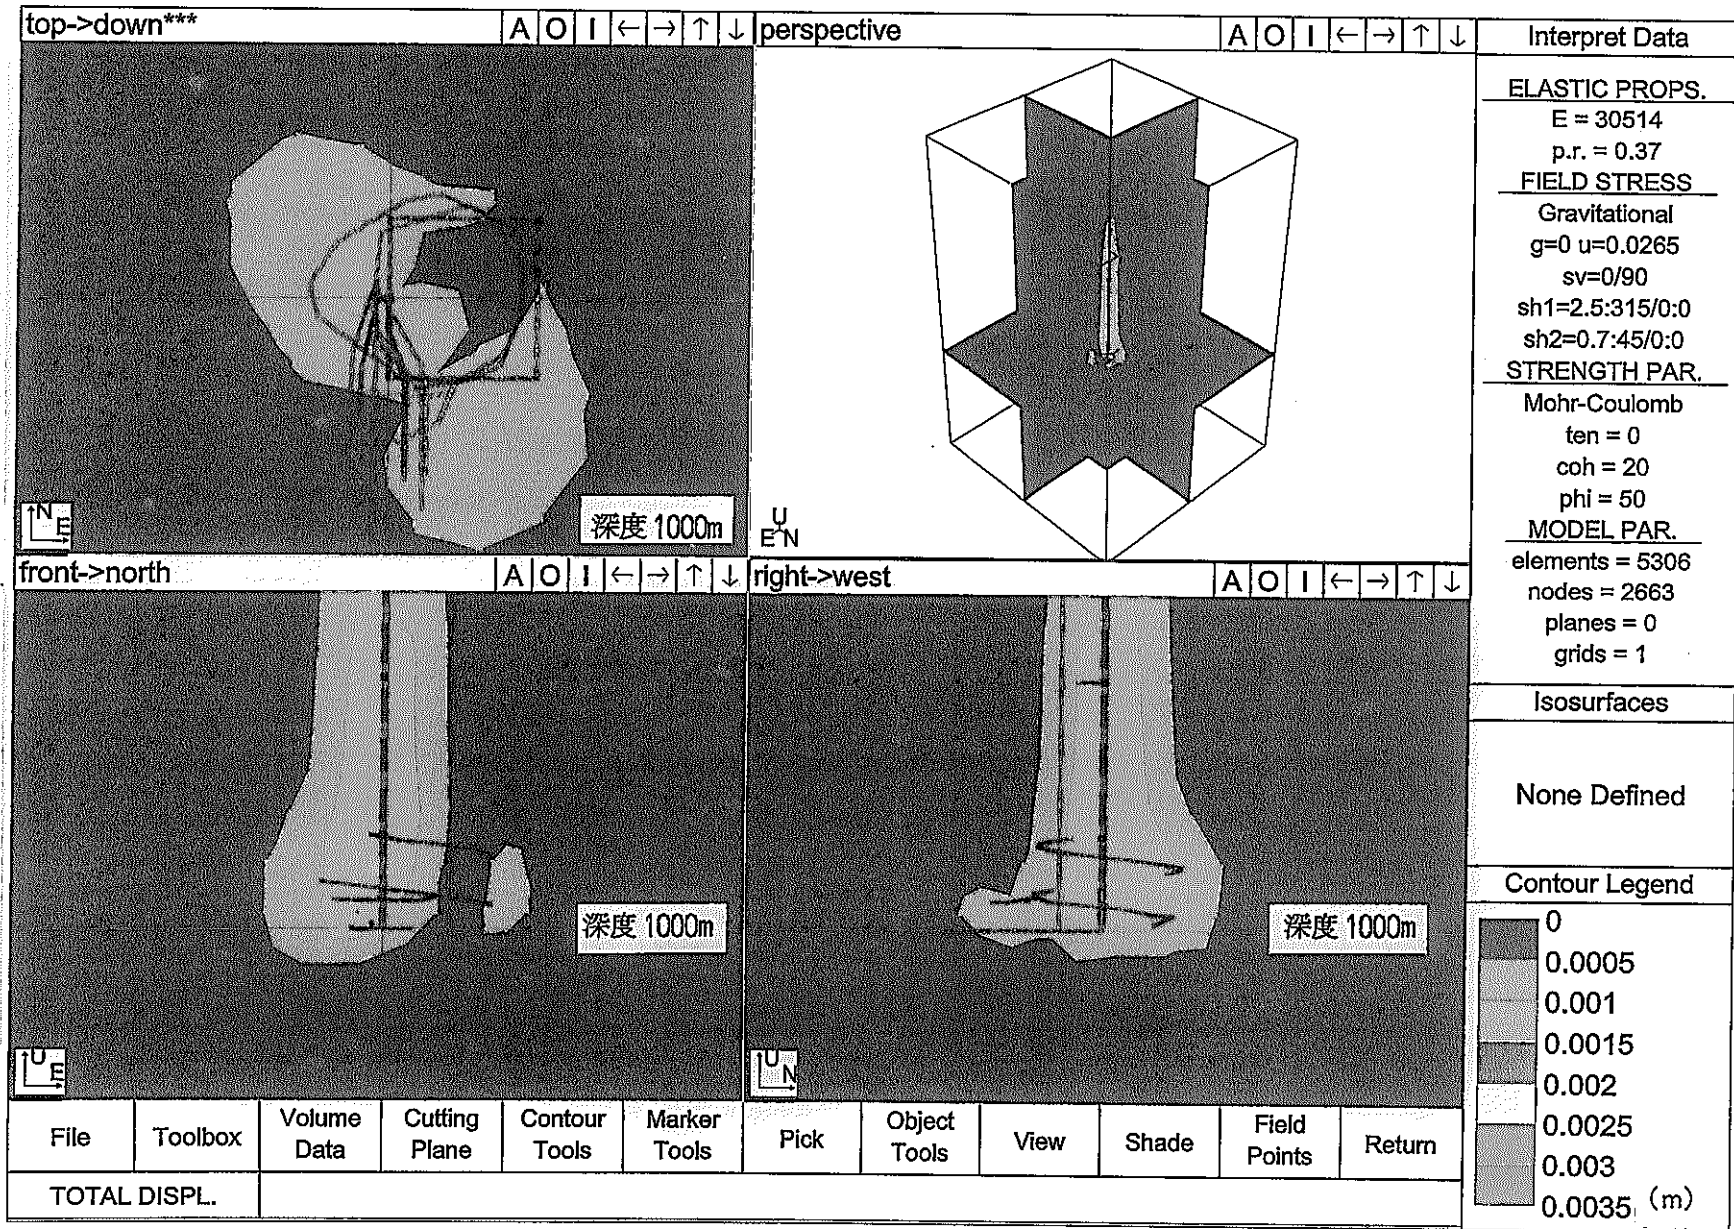 top->down*** A O I ← → ↑ ↓
perspective A O I ← → ↑ ↓
Interpret Data
ELASTIC PROPS.
E = 30514
p.r. = 0.37
FIELD STRESS
Gravitational
g=0 u=0.0265
sv=0/90
sh1=2.5:315/0:0
sh2=0.7:45/0:0
STRENGTH PAR.
Mohr-Coulomb
ten = 0
coh = 20
phi = 50
MODEL PAR.
elements = 5306
nodes = 2663
planes = 0
grids = 1
Isosurfaces
None Defined
Contour Legend
0
0.0005
0.001
0.0015
0.002
0.0025
0.003
0.0035 (m)
N
E
深度 1000m
U
E N
front->north A O I ← → ↑ ↓
right->west A O I ← → ↑ ↓
深度 1000m
U
E
深度 1000m
U
N
File Toolbox Volume Data Cutting Plane Contour Tools Marker Tools Pick Object Tools View Shade Field Points Return
TOTAL DISPL.